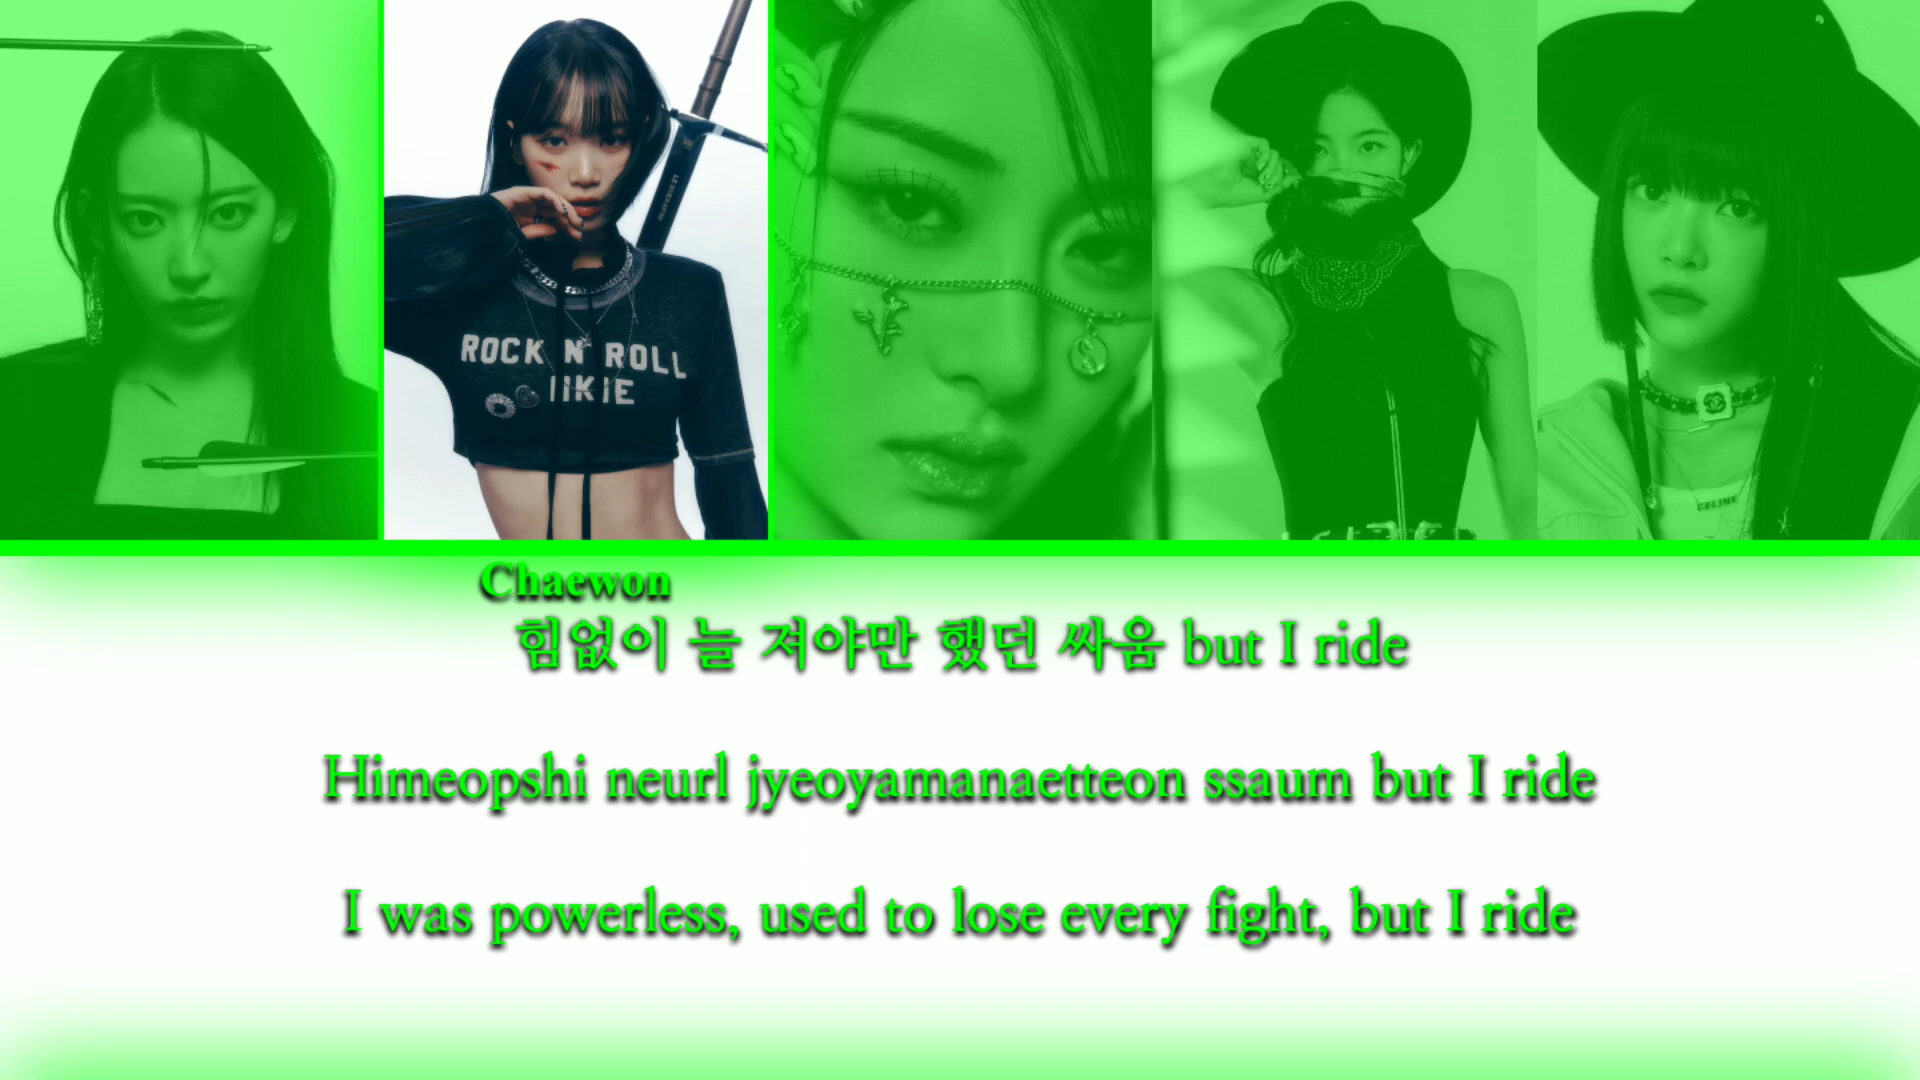 ROCK N ROLL
CELINE
Chaewon
힘없이 늘 져야만 했던 싸움 but I ride
Himeopshi neurl jyeoyamanaetteon ssaum but I ride
I was powerless, used to lose every fight, but I ride